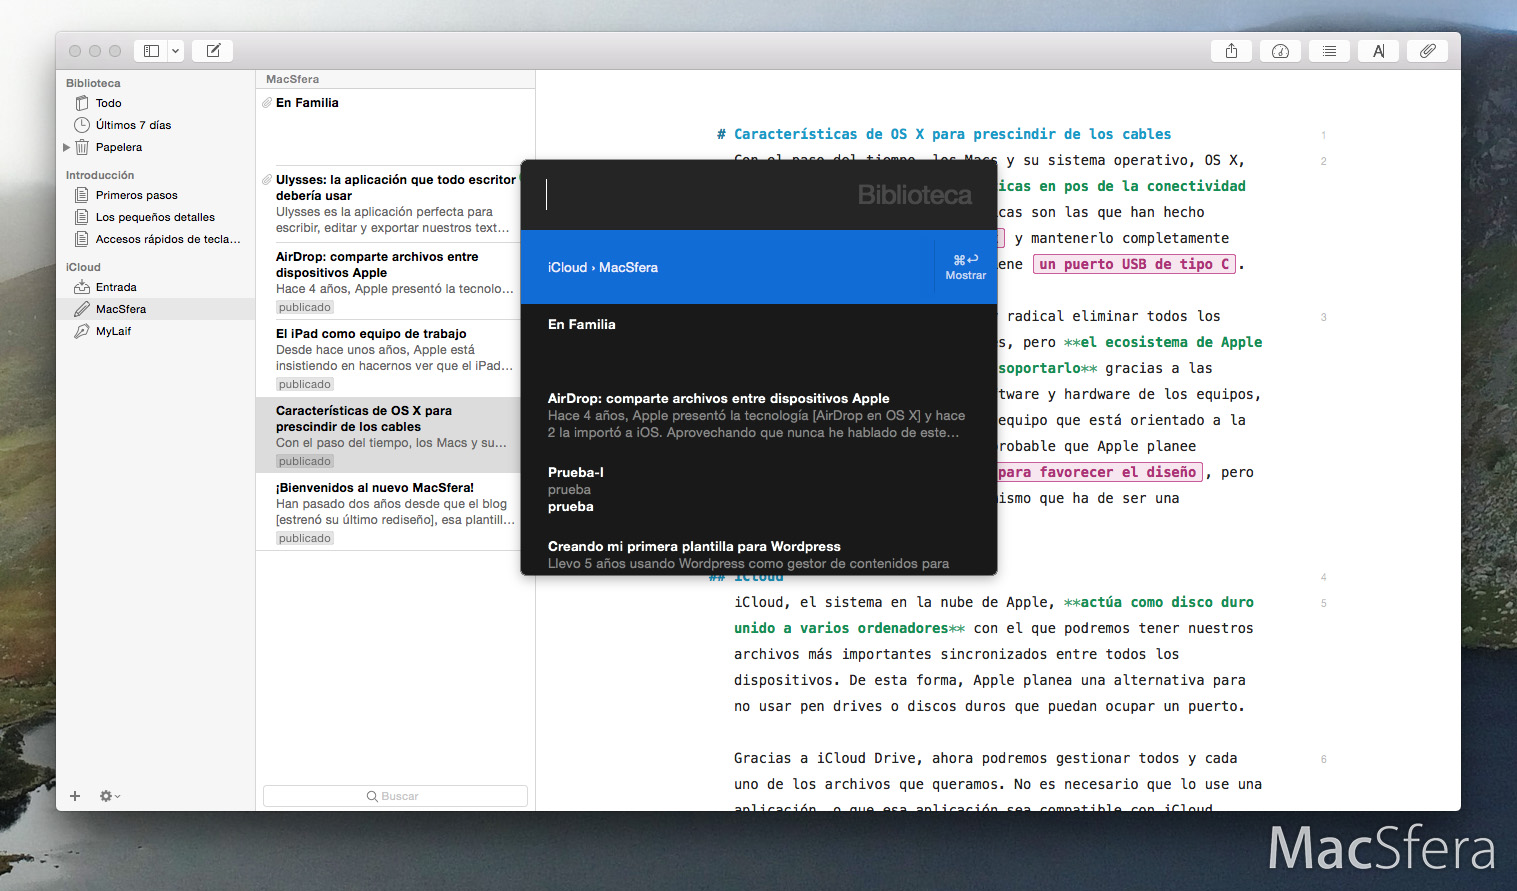 Biblioteca
Todo
Últimos 7 días
Papelera
Introducción
Primeros pasos
Los pequeños detalles
Accesos rápidos de tecla...
iCloud
Entrada
MacSfera
MyLaif
MacSfera
En Familia
Ulysses: la aplicación que todo escritor
debería usar
Ulysses es la aplicación perfecta para
escribir, editar y exportar nuestros text...
AirDrop: comparte archivos entre
dispositivos Apple
Hace 4 años, Apple presentó la tecnolo...
publicado
El iPad como equipo de trabajo
Desde hace unos años, Apple está
insistiendo en hacernos ver que el iPad...
publicado
Características de OS X para
prescindir de los cables
Con el paso del tiempo, los Macs y su...
publicado
¡Bienvenidos al nuevo MacSfera!
Han pasado dos años desde que el blog
[estrenó su último rediseño], esa plantill...
publicado
Buscar
Biblioteca
iCloud › MacSfera
⌘↩
Mostrar
En Familia
AirDrop: comparte archivos entre dispositivos Apple
Hace 4 años, Apple presentó la tecnología [AirDrop en OS X] y hace
2 la importó a iOS. Aprovechando que nunca he hablado de este...
Prueba-I
prueba
prueba
Creando mi primera plantilla para Wordpress
Llevo 5 años usando Wordpress como gestor de contenidos para
# Características de OS X para prescindir de los cables 1
Con el paso del tiempo, los Macs y su sistema operativo, OS X, 2
icas en pos de la conectividad
cas son las que han hecho
y mantenerlo completamente
ene un puerto USB de tipo C.
radical eliminar todos los 3
s, pero **el ecosistema de Apple
soportarlo** gracias a las
tware y hardware de los equipos,
equipo que está orientado a la
robable que Apple planee
para favorecer el diseño, pero
ismo que ha de ser una
## iCloud 4
iCloud, el sistema en la nube de Apple, **actúa como disco duro 5
unido a varios ordenadores** con el que podremos tener nuestros
archivos más importantes sincronizados entre todos los
dispositivos. De esta forma, Apple planea una alternativa para
no usar pen drives o discos duros que puedan ocupar un puerto.
Gracias a iCloud Drive, ahora podremos gestionar todos y cada 6
uno de los archivos que queramos. No es necesario que lo use una
aplicación, o que esa aplicación sea compatible con iCloud.
MacSfera